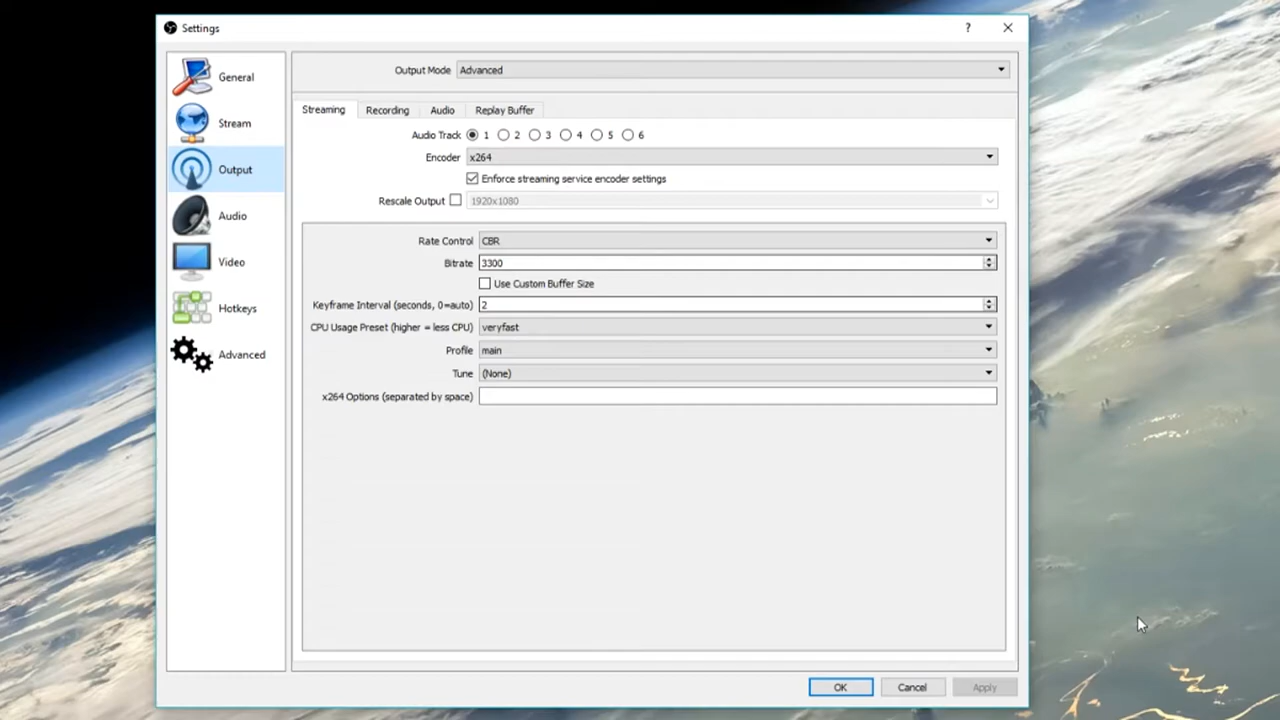 Settings
?
General
Stream
Output
Audio
Video
Hotkeys
Advanced
Output Mode Advanced
Streaming Recording Audio Replay Buffer
Audio Track 1 2 3 4 5 6
Encoder x264
Enforce streaming service encoder settings
Rescale Output 1920x1080
Rate Control CBR
Bitrate 3300
Use Custom Buffer Size
Keyframe Interval (seconds, 0=auto) 2
CPU Usage Preset (higher = less CPU) veryfast
Profile main
Tune (None)
x264 Options (separated by space)
OK Cancel Apply